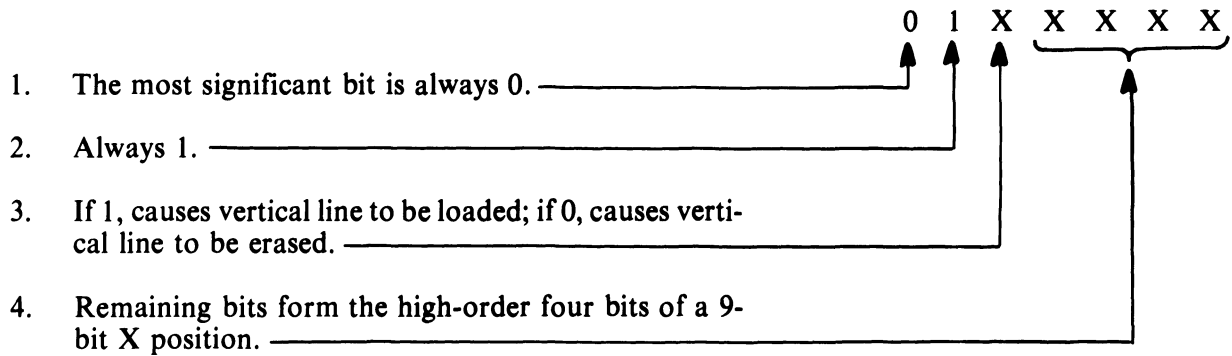 0 1 X X X X X
1. The most significant bit is always 0.
2. Always 1.
3. If 1, causes vertical line to be loaded; if 0, causes verti-
cal line to be erased.
4. Remaining bits form the high-order four bits of a 9-
bit X position.